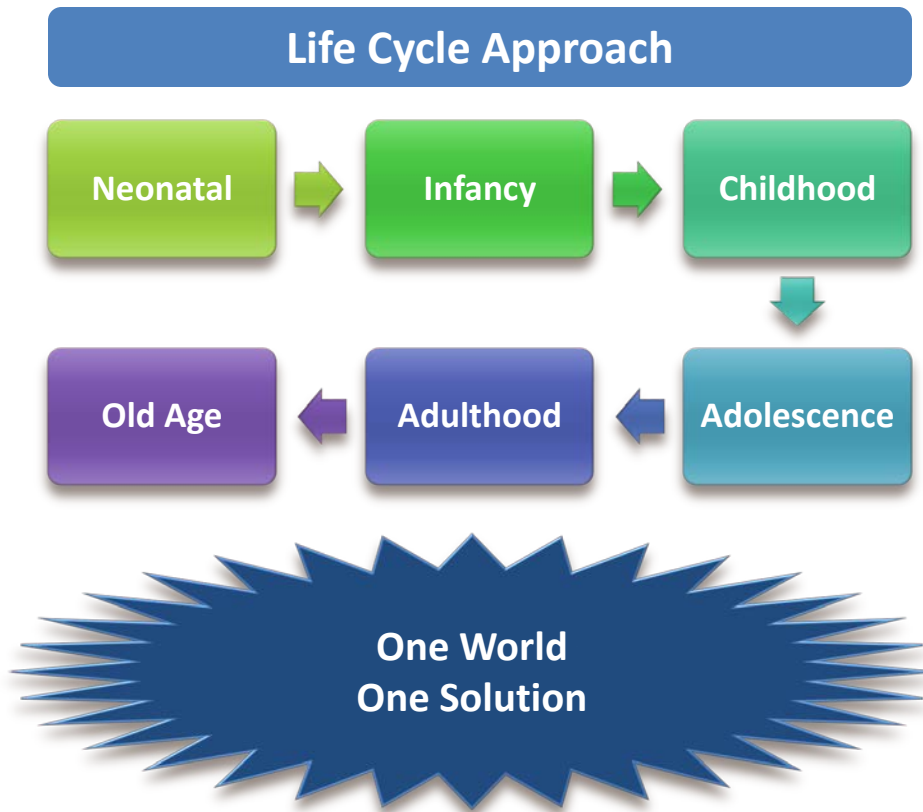 Life Cycle Approach
Neonatal
Infancy
Childhood
Adolescence
Adulthood
Old Age
One World
One Solution